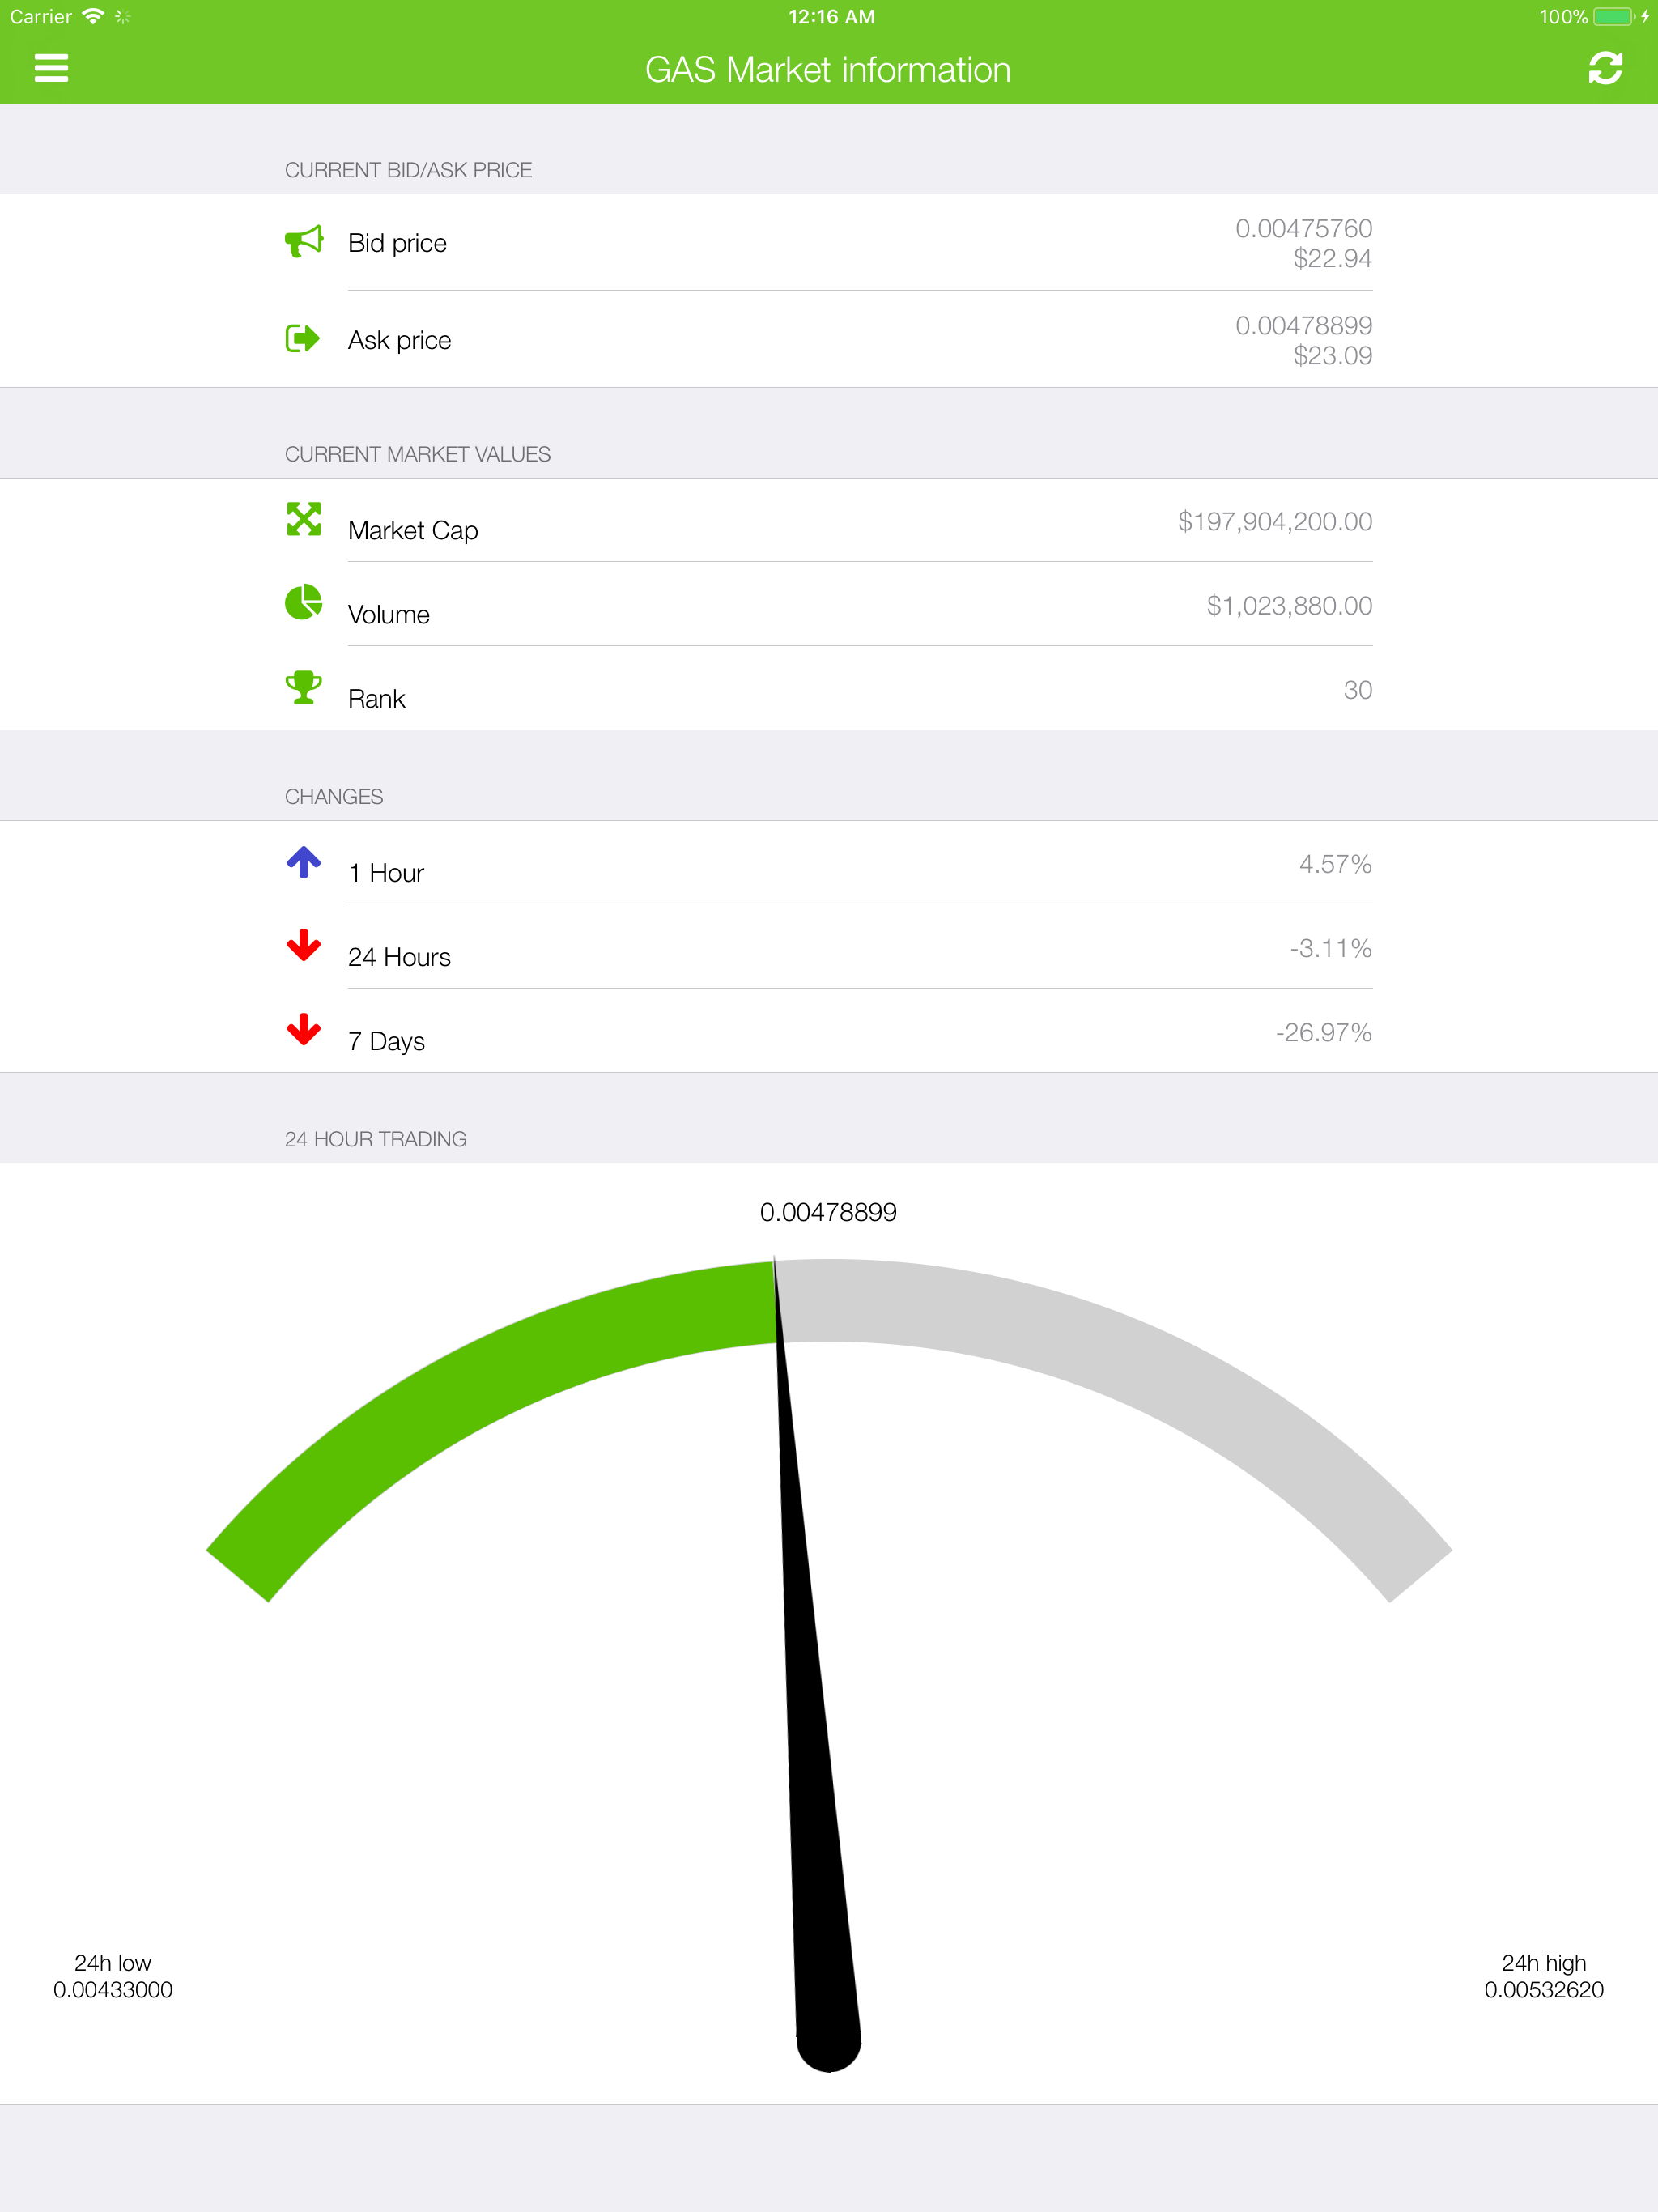 Carrier 12:16 AM 100%
GAS Market information
CURRENT BID/ASK PRICE
Bid price 0.00475760
$22.94
Ask price 0.00478899
$23.09
CURRENT MARKET VALUES
Market Cap $197,904,200.00
Volume $1,023,880.00
Rank 30
CHANGES
1 Hour 4.57%
24 Hours -3.11%
7 Days -26.97%
24 HOUR TRADING
0.00478899
24h low 24h high
0.00433000 0.00532620